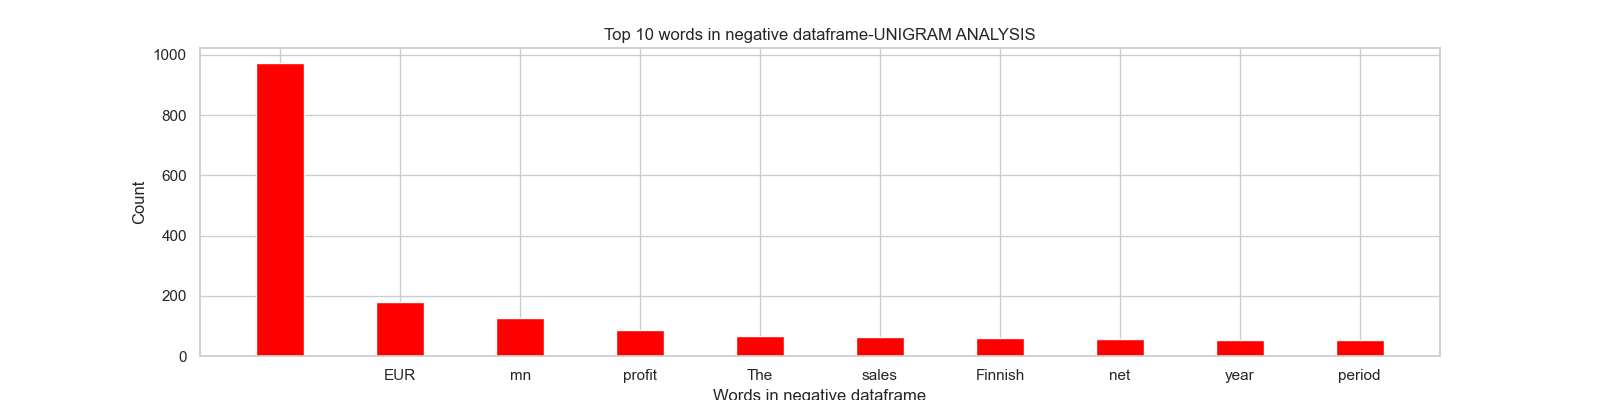 Top 10 words in negative dataframe-UNIGRAM ANALYSIS
1000
800
600
400
200
0
Count
EUR mn profit The sales Finnish net year period
Words in negative dataframe